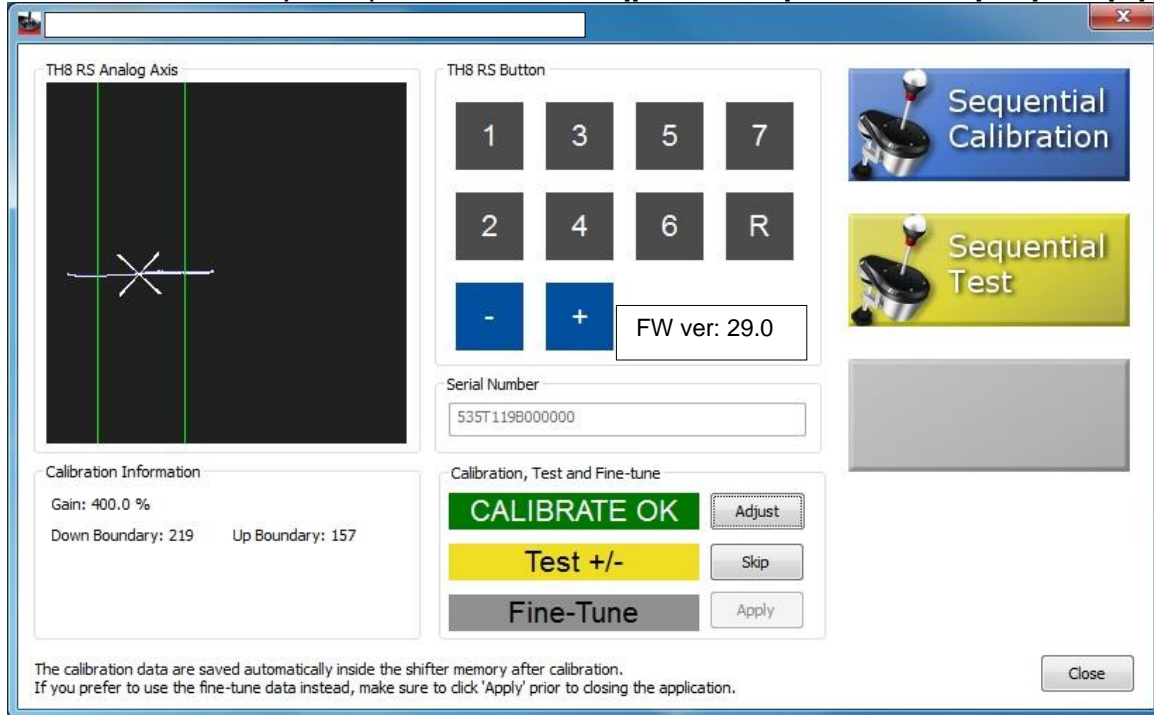 TH8 RS Analog Axis
TH8 RS Button
1 3 5 7
2 4 6 R
- +
FW ver: 29.0
Serial Number
535T119B000000
Sequential
Calibration
Sequential
Test
Calibration Information
Gain: 400.0 %
Down Boundary: 219 Up Boundary: 157
Calibration, Test and Fine-tune
CALIBRATE OK Adjust
Test +/- Skip
Fine-Tune Apply
The calibration data are saved automatically inside the shifter memory after calibration.
If you prefer to use the fine-tune data instead, make sure to click 'Apply' prior to closing the application.
Close